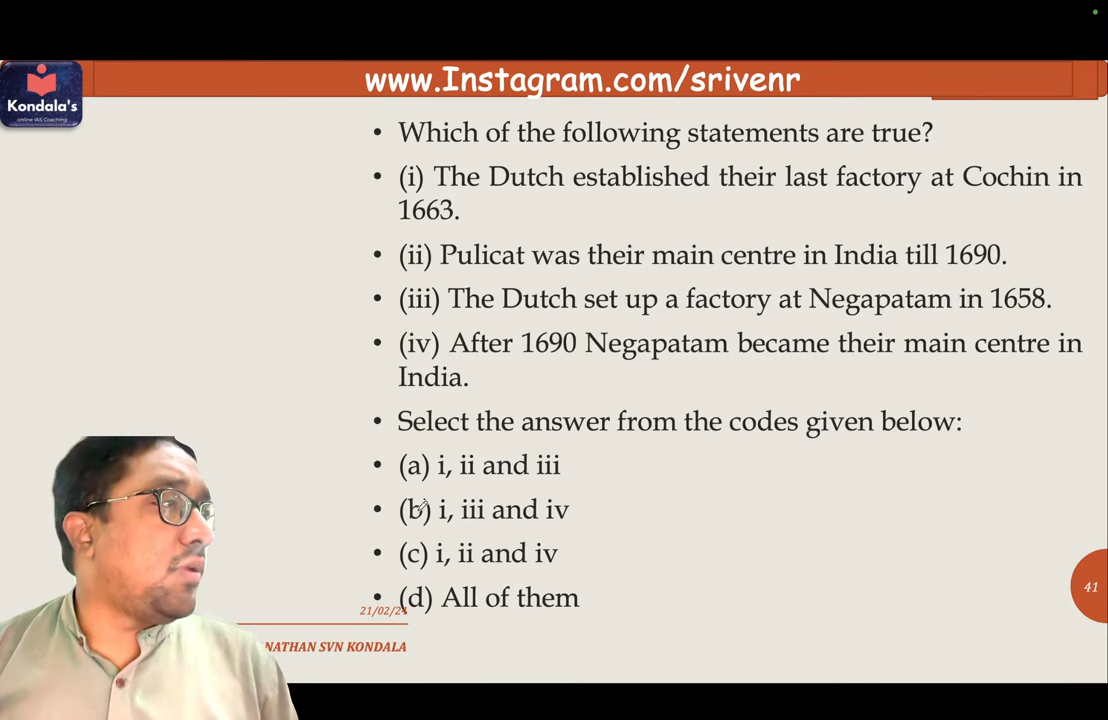 www.Instagram.com/srivenr
Kondala's
online IAS Coaching
• Which of the following statements are true?
• (i) The Dutch established their last factory at Cochin in
1663.
• (ii) Pulicat was their main centre in India till 1690.
• (iii) The Dutch set up a factory at Negapatam in 1658.
• (iv) After 1690 Negapatam became their main centre in
India.
• Select the answer from the codes given below:
• (a) i, ii and iii
• (b) i, iii and iv
• (c) i, ii and iv
• (d) All of them
41
21/02/24
NATHAN SVN KONDALA